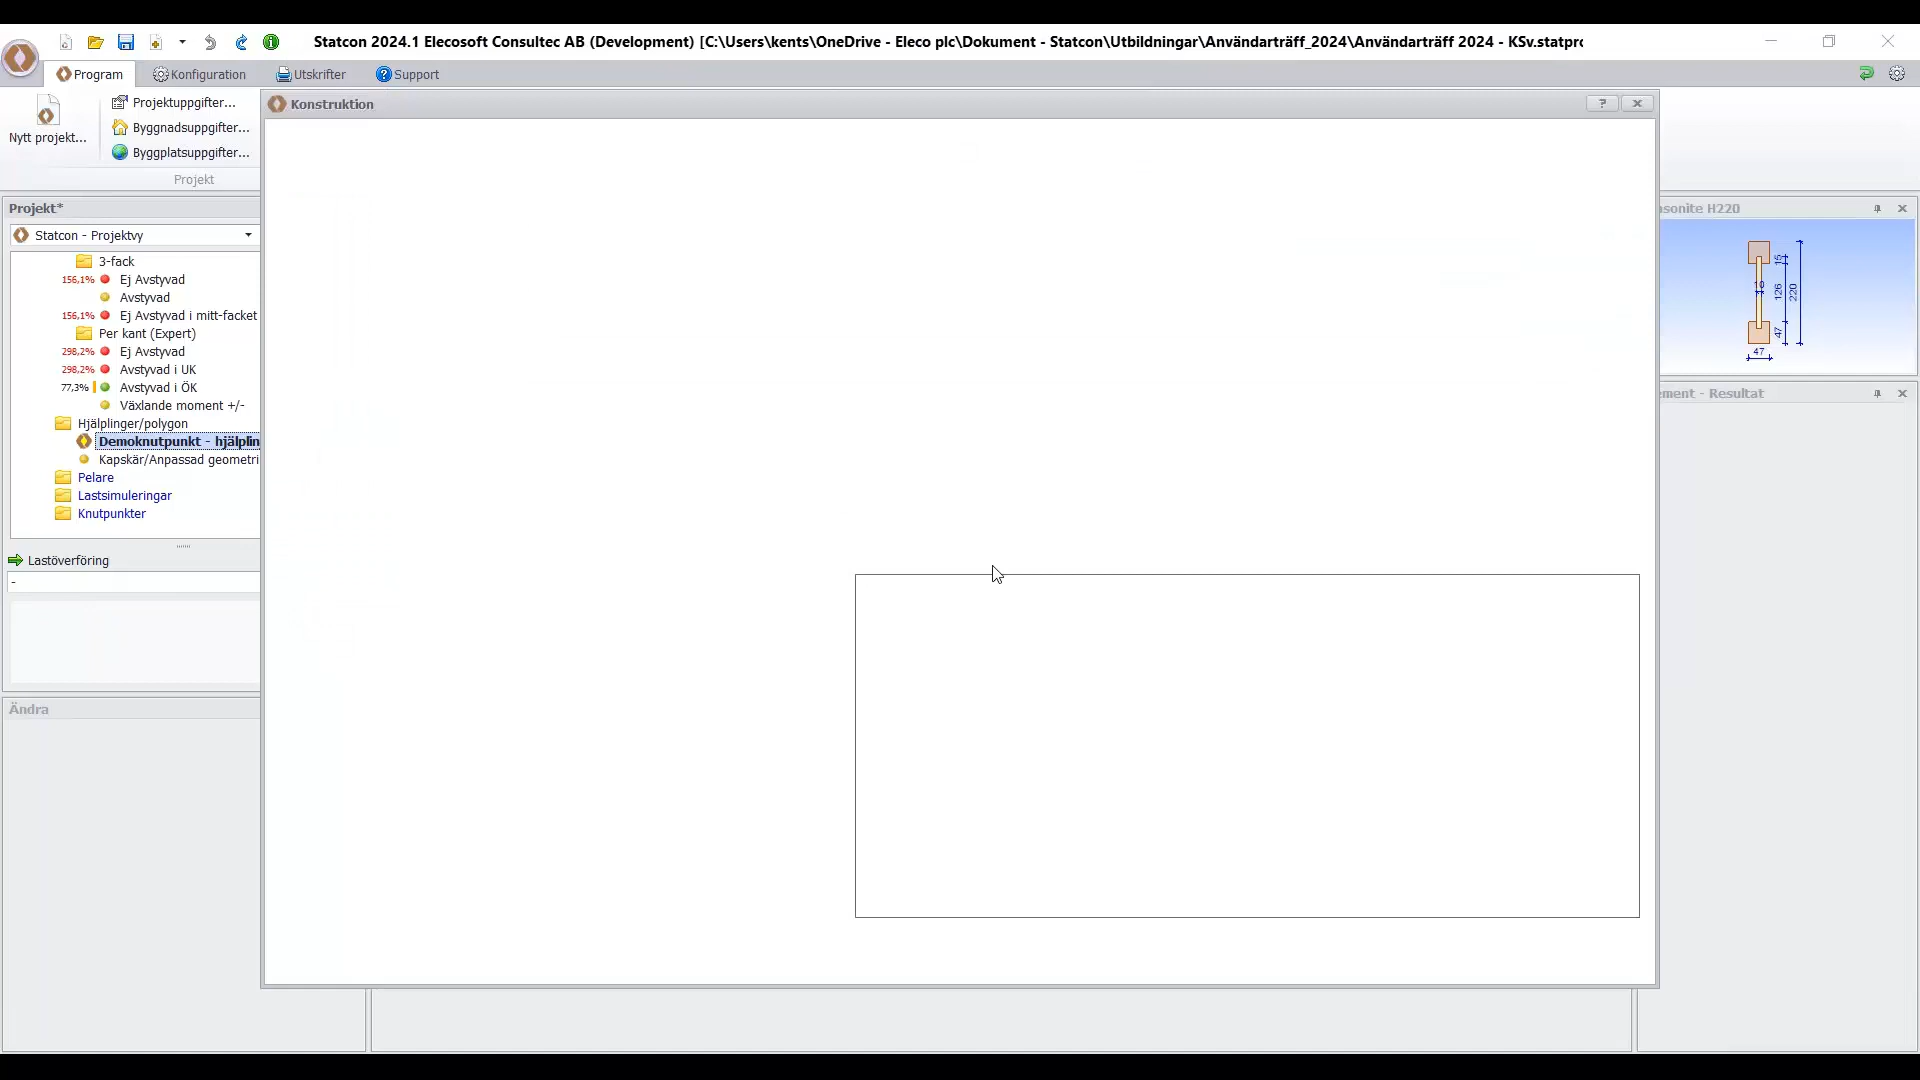 Statcon 2024.1 Elecosoft Consultec AB (Development) [C:\Users\kents\OneDrive - Eleco plc\Dokument - Statcon\Utbildningar\Användarträff_2024\Användarträff 2024 - KSv.statpro
Program
Konfiguration
Utskrifter
Support
Nytt projekt...
Projektuppgifter...
Byggnadsuppgifter...
Byggplatsuppgifter...
Projekt
Konstruktion
?
Projekt*
Statcon - Projektvy
3-fack
156,1% Ej Avstyvad
Avstyvad
156,1% Ej Avstyvad i mitt-facket
Per kant (Expert)
298,2% Ej Avstyvad
298,2% Avstyvad i UK
77,3% Avstyvad i ÖK
Växlande moment +/-
Hjälplinger/polygon
Demoknutpunkt - hjälplin
Kapskär/Anpassad geometri
Pelare
Lastsimuleringar
Knutpunkter
Lastöverföring
-
Ändra
sonite H220
15
10
126
220
47
47
ement - Resultat